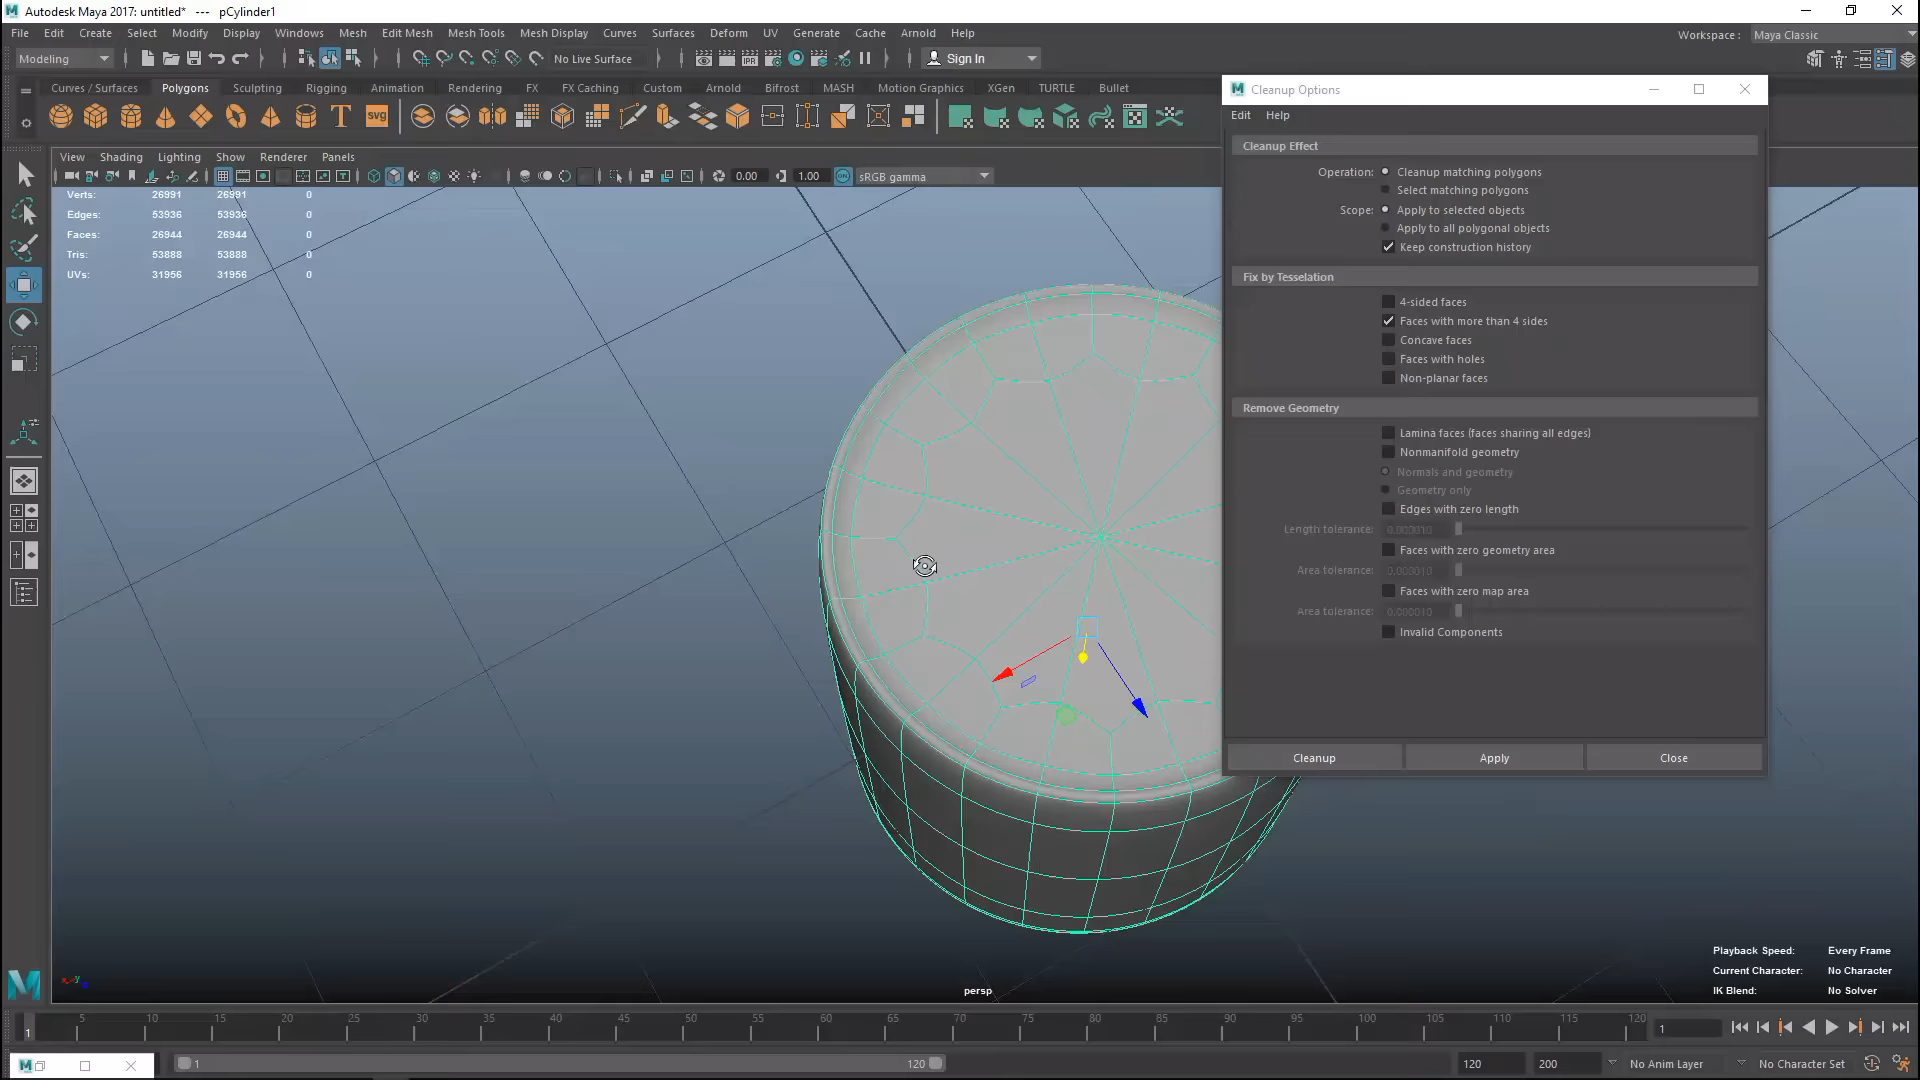 Autodesk Maya 2017: untitled* --- pCylinder1
File Edit Create Select Modify Display Windows Mesh Edit Mesh Mesh Tools Mesh Display Curves Surfaces Deform UV Generate Cache Arnold Help
Workspace : Maya Classic
Modeling No Live Surface Sign In
Curves / Surfaces Polygons Sculpting Rigging Animation Rendering FX FX Caching Custom Arnold Bifrost MASH Motion Graphics XGen TURTLE Bullet
T SVG
View Shading Lighting Show Renderer Panels
IPR
0.00 1.00 ON sRGB gamma
Verts: 26991 26991 0
Edges: 53936 53936 0
Faces: 26944 26944 0
Tris: 53888 53888 0
UVs: 31956 31956 0
Cleanup Options
Edit Help
Cleanup Effect
Operation: Cleanup matching polygons
Select matching polygons
Scope: Apply to selected objects
Apply to all polygonal objects
Keep construction history
Fix by Tesselation
4-sided faces
Faces with more than 4 sides
Concave faces
Faces with holes
Non-planar faces
Remove Geometry
Lamina faces (faces sharing all edges)
Nonmanifold geometry
Normals and geometry
Geometry only
Edges with zero length
Length tolerance: 0.000010
Faces with zero geometry area
Area tolerance: 0.000010
Faces with zero map area
Area tolerance: 0.000010
Invalid Components
Cleanup Apply Close
Playback Speed: Every Frame
Current Character: No Character
IK Blend: No Solver
persp
1 5 10 15 20 25 30 35 40 45 50 55 60 65 70 75 80 85 90 95 100 105 110 115 120 1
1 120 120 200 No Anim Layer No Character Set